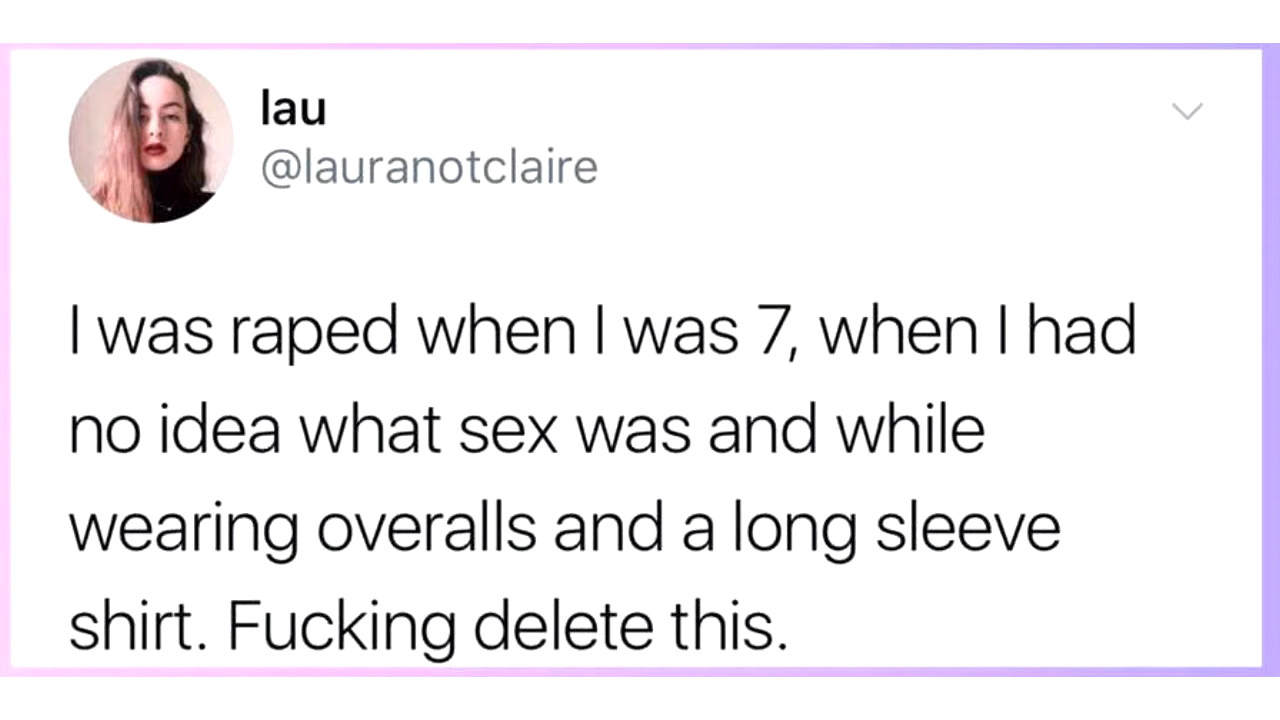 lau
@lauranotclaire
I was raped when I was 7, when I had
no idea what sex was and while
wearing overalls and a long sleeve
shirt. Fucking delete this.